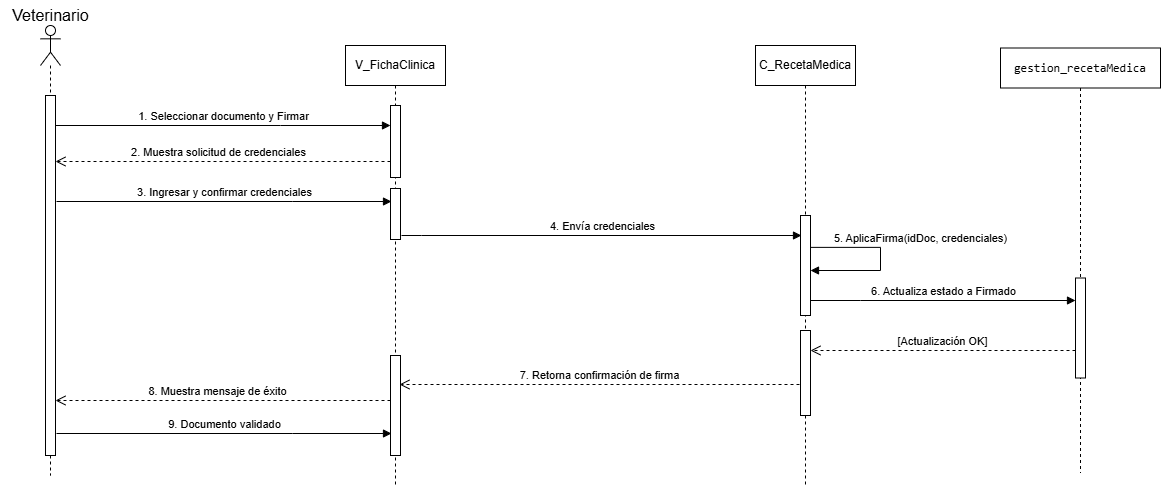 Veterinario
V_FichaClinica
C_RecetaMedica
gestion_recetaMedica
1. Seleccionar documento y Firmar
2. Muestra solicitud de credenciales
3. Ingresar y confirmar credenciales
4. Envía credenciales
5. AplicaFirma(idDoc, credenciales)
6. Actualiza estado a Firmado
[Actualización OK]
7. Retorna confirmación de firma
8. Muestra mensaje de éxito
9. Documento validado